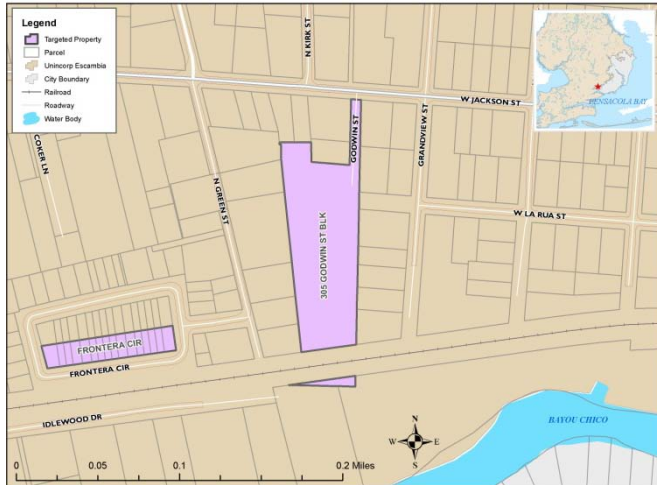 Legend
Targeted Property
Parcel
Unincorp Escambia
City Boundary
Railroad
Roadway
Water Body
PENSACOLA BAY
N KIRK ST
W JACKSON ST
GODWIN ST
GRANDVIEW ST
COKER LN
N GREEN ST
W LA RUA ST
305 GODWIN ST BLK
FRONTERA CIR
FRONTERA CIR
IDLEWOOD DR
BAYOU CHICO
N
W E
S
0 0.05 0.1 0.2 Miles